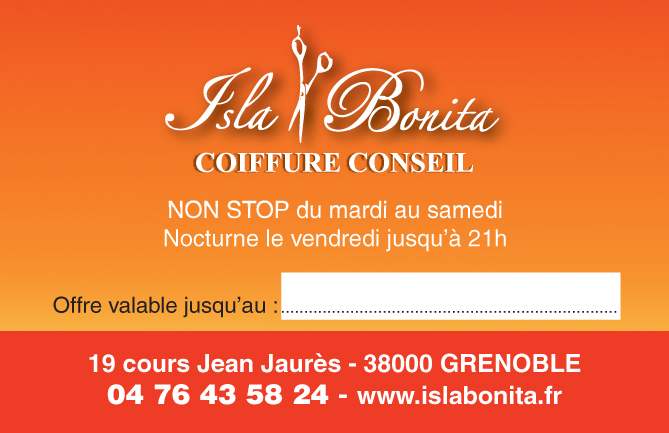 Isla Bonita
COIFFURE CONSEIL
NON STOP du mardi au samedi
Nocturne le vendredi jusqu'à 21h
Offre valable jusqu'au :......................................................................
19 cours Jean Jaurès - 38000 GRENOBLE
04 76 43 58 24 - www.islabonita.fr